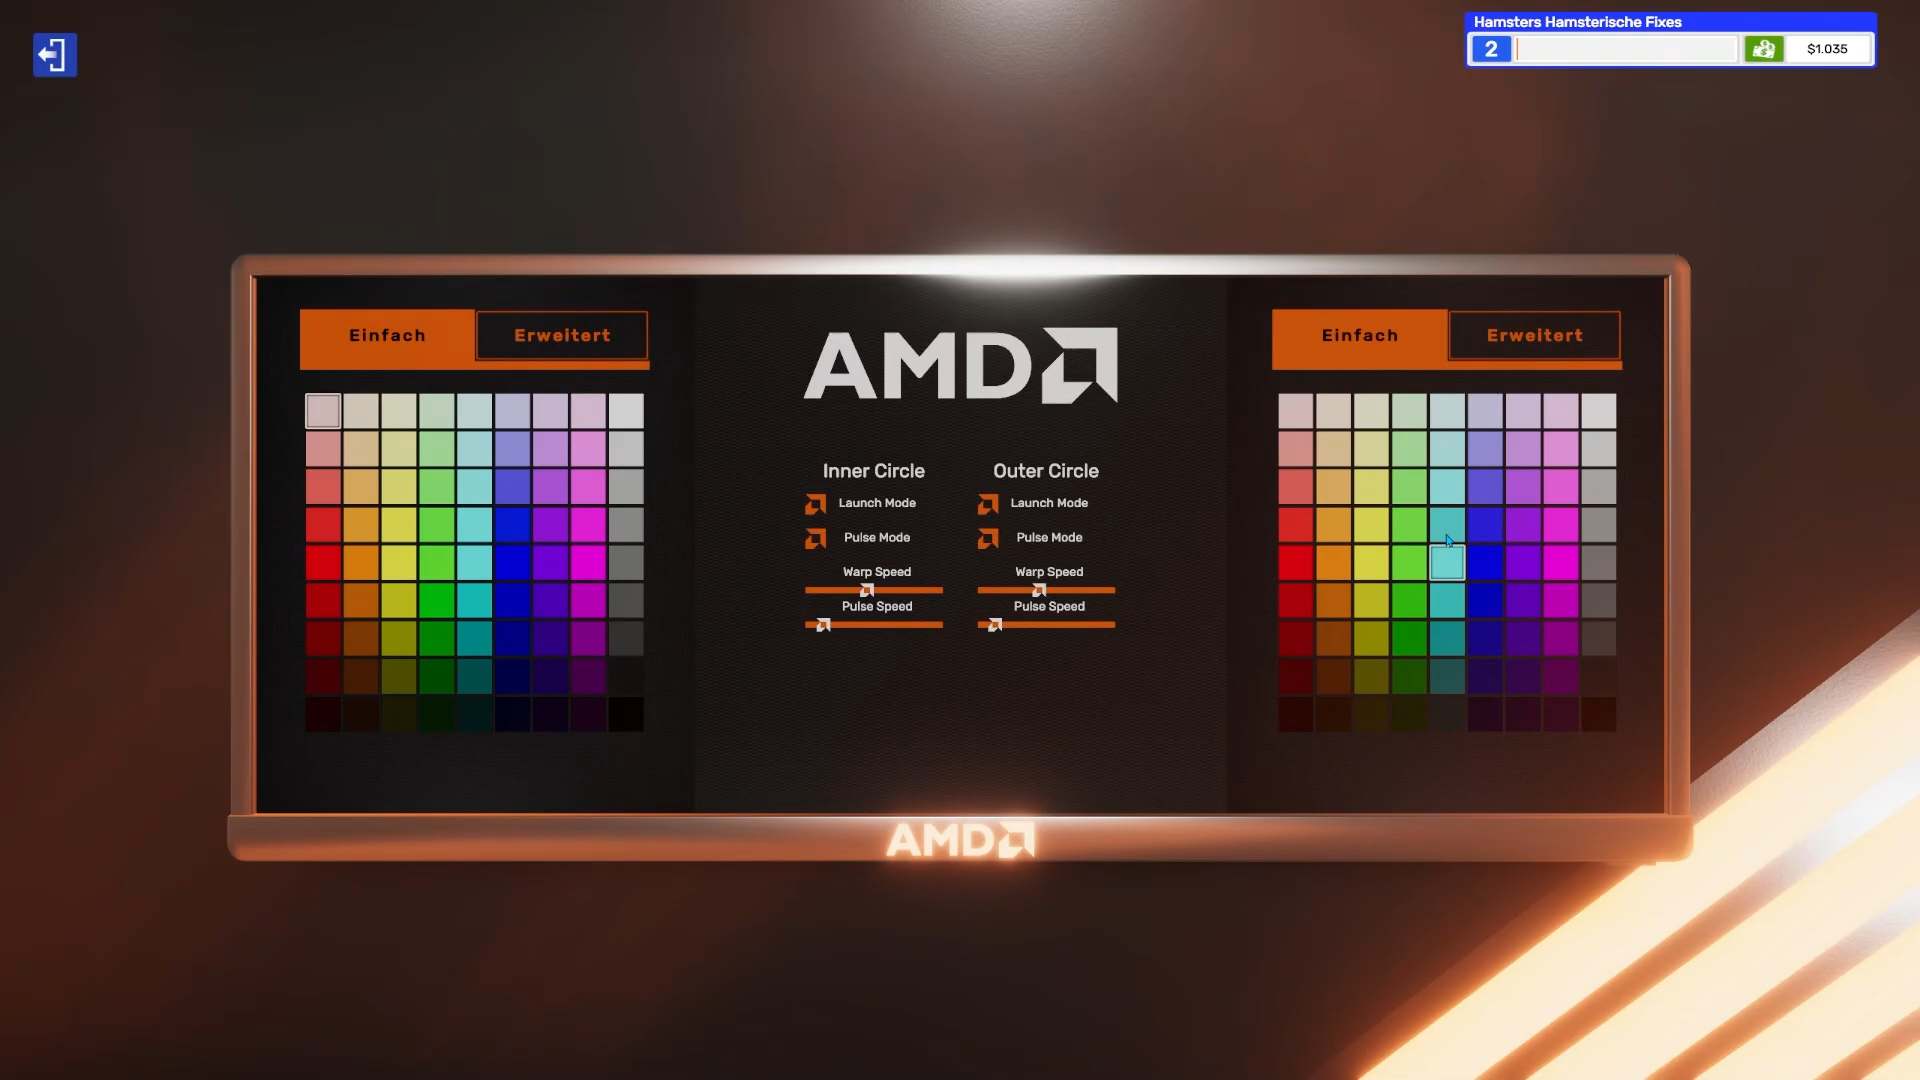 Hamsters Hamsterische Fixes
2
$1.035
Einfach
Erweitert
AMD
Einfach
Erweitert
Inner Circle
Outer Circle
Launch Mode
Launch Mode
Pulse Mode
Pulse Mode
Warp Speed
Warp Speed
Pulse Speed
Pulse Speed
AMD